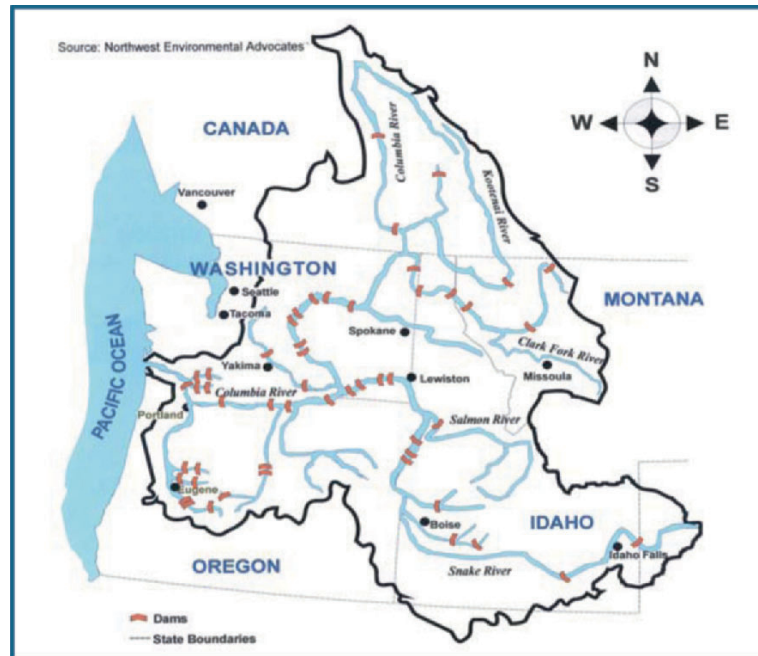 Source: Northwest Environmental Advocates
N
W
E
S
CANADA
Columbia River
Kootenai River
Vancouver
WASHINGTON
Seattle
Tacoma
MONTANA
Spokane
Clark Fork River
Yakima
Missoula
Columbia River
Lewiston
PACIFIC OCEAN
Portland
Salmon River
Eugene
Boise
IDAHO
Idaho Falls
OREGON
Snake River
Dams
State Boundaries